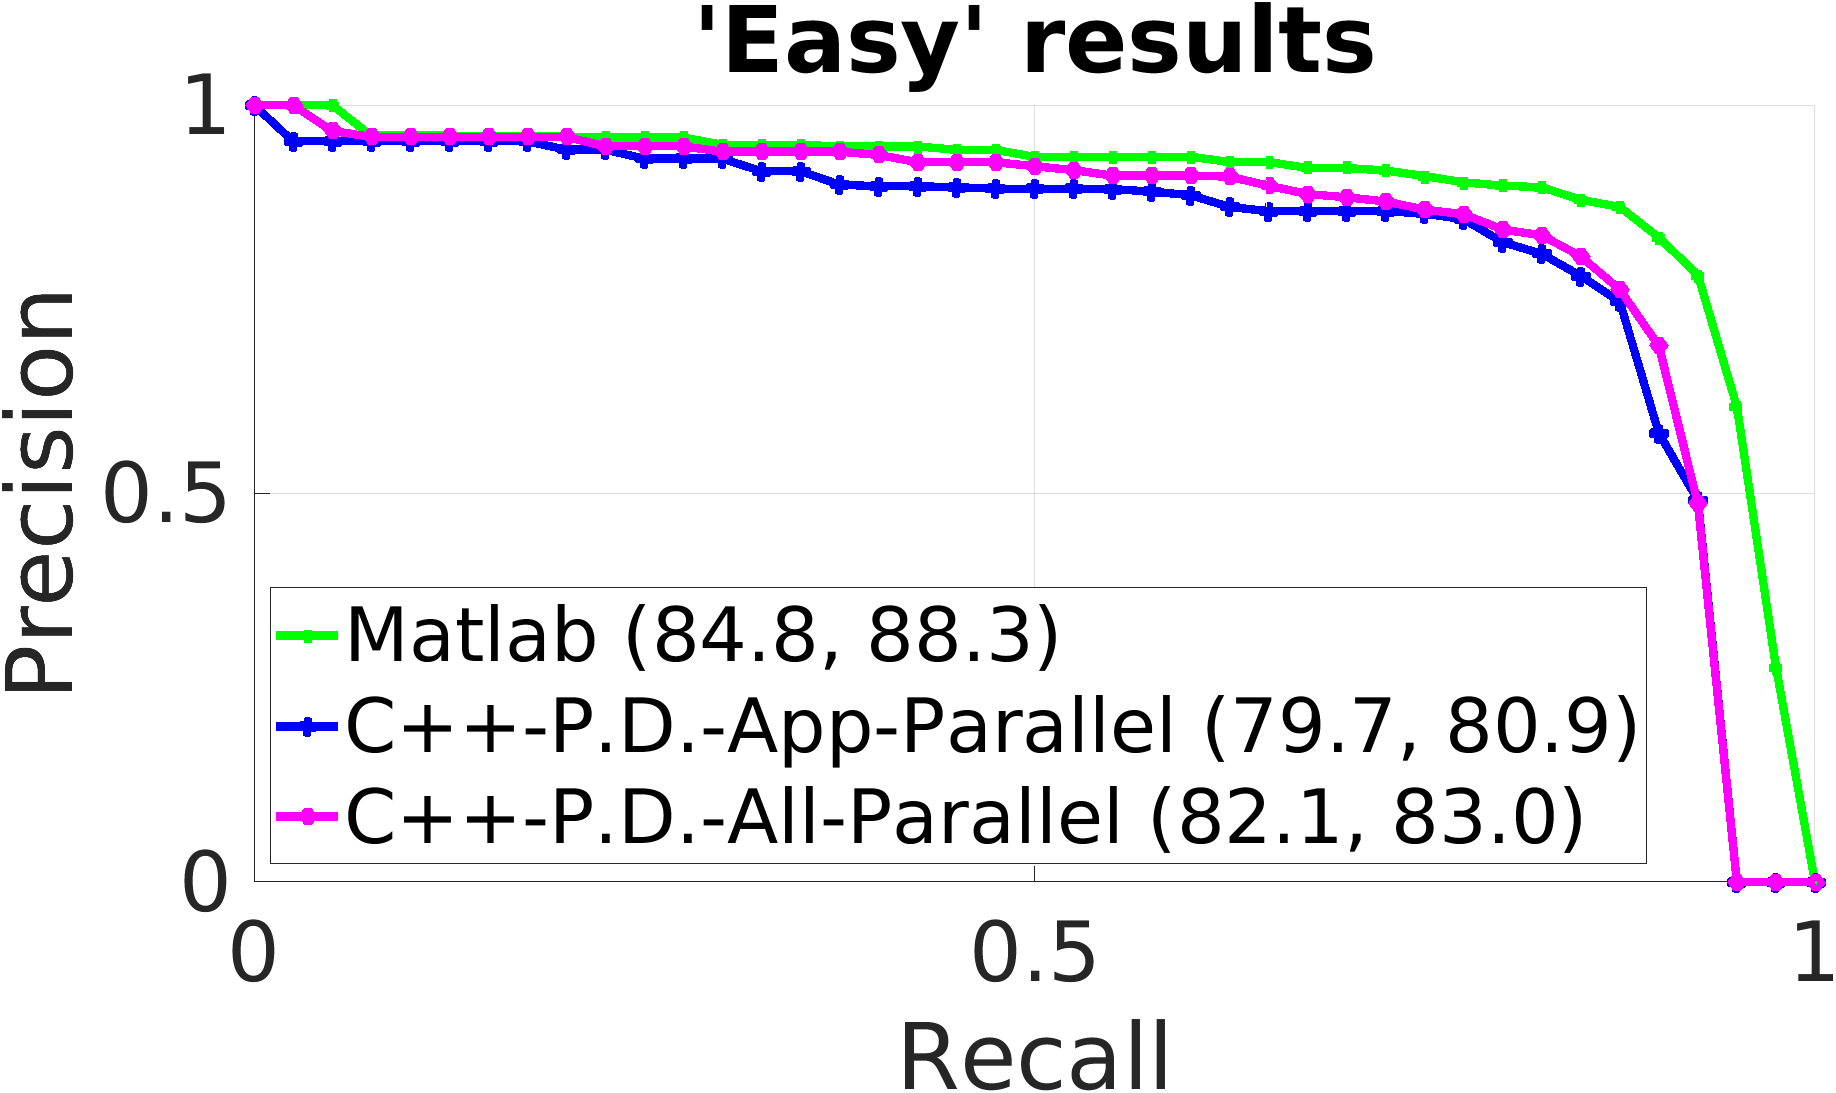 'Easy' results
Precision
1
0.5
0
Matlab (84.8, 88.3)
C++-P.D.-App-Parallel (79.7, 80.9)
C++-P.D.-All-Parallel (82.1, 83.0)
0 0.5 1
Recall